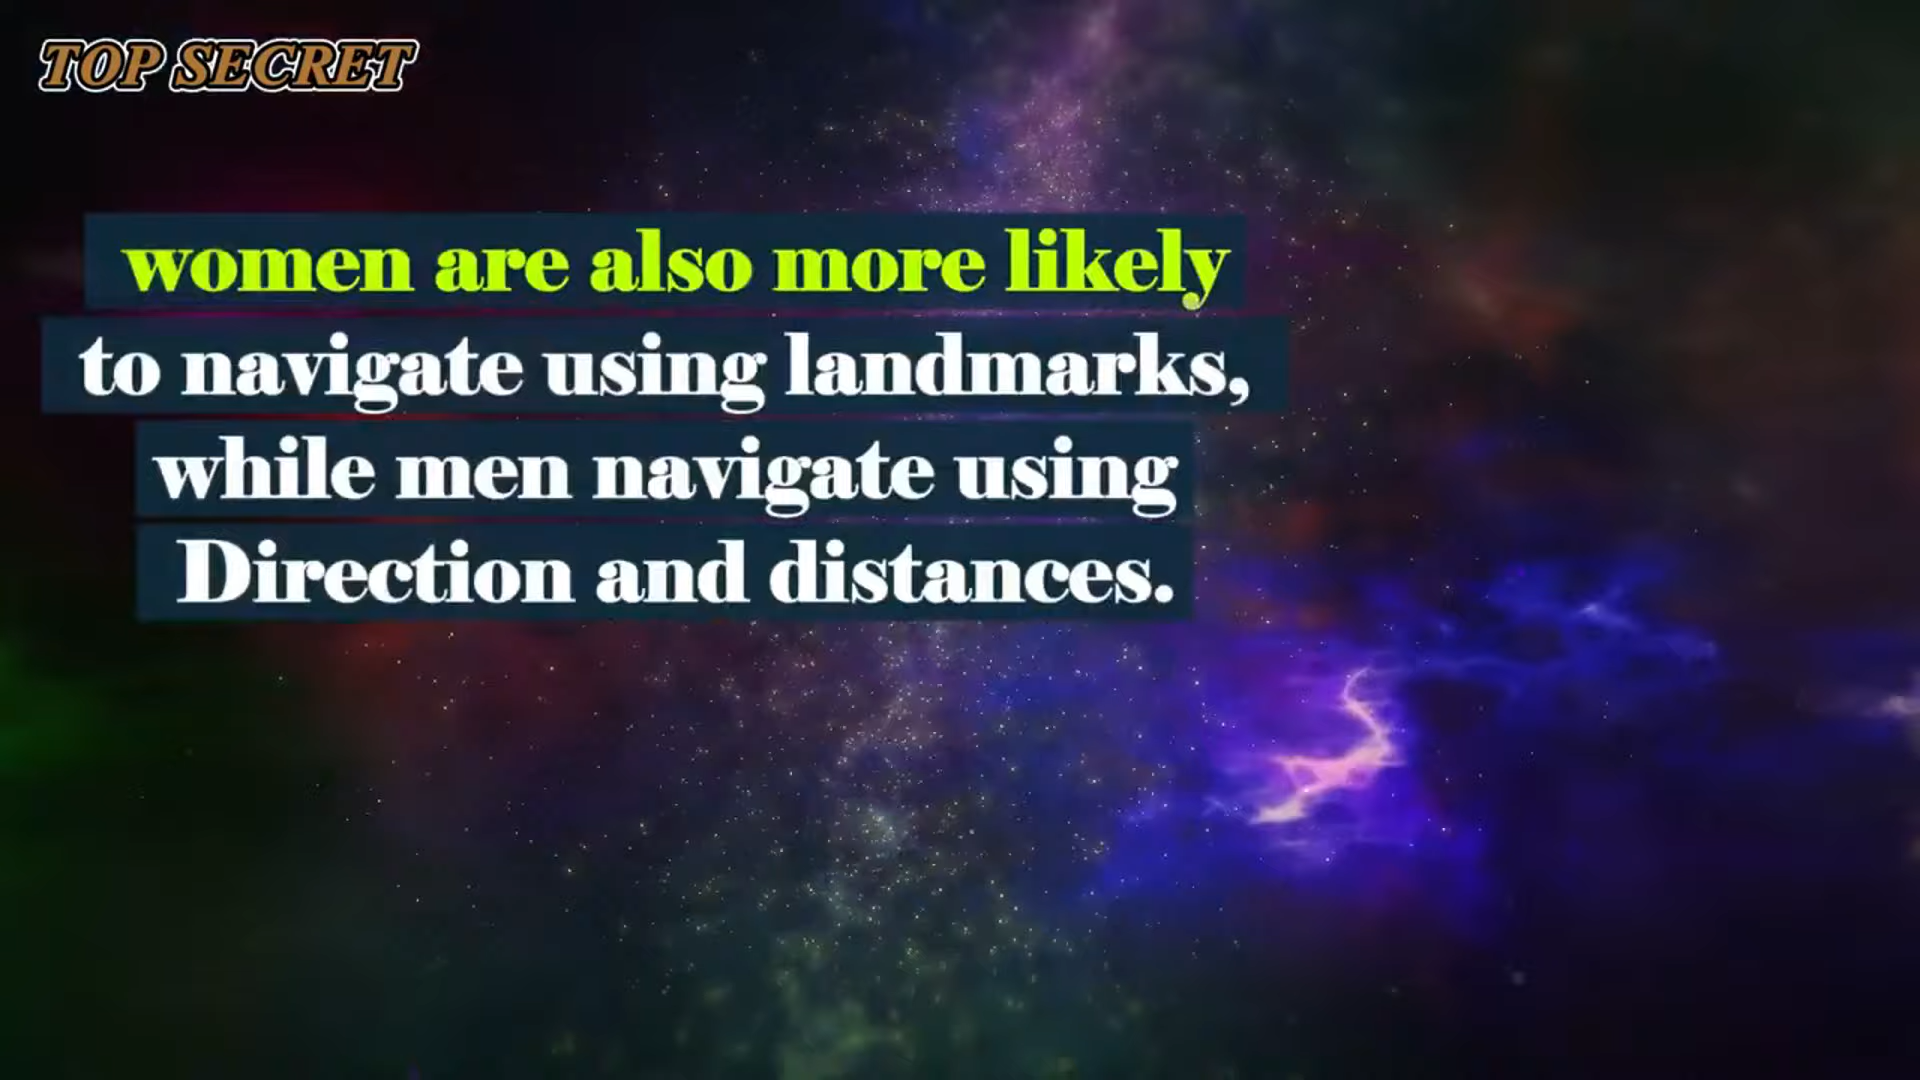 TOP SECRET
women are also more likely
to navigate using landmarks,
while men navigate using
Direction and distances.